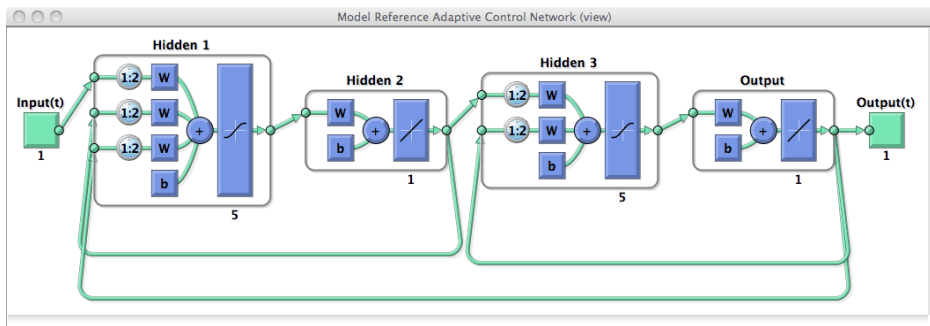 Model Reference Adaptive Control Network (view)
Hidden 1
Hidden 2
Hidden 3
Output
Input(t)
1
1:2 W
1:2 W
1:2 W
b
+
5
W
b
+
1
1:2 W
1:2 W
b
+
5
W
b
+
1
Output(t)
1